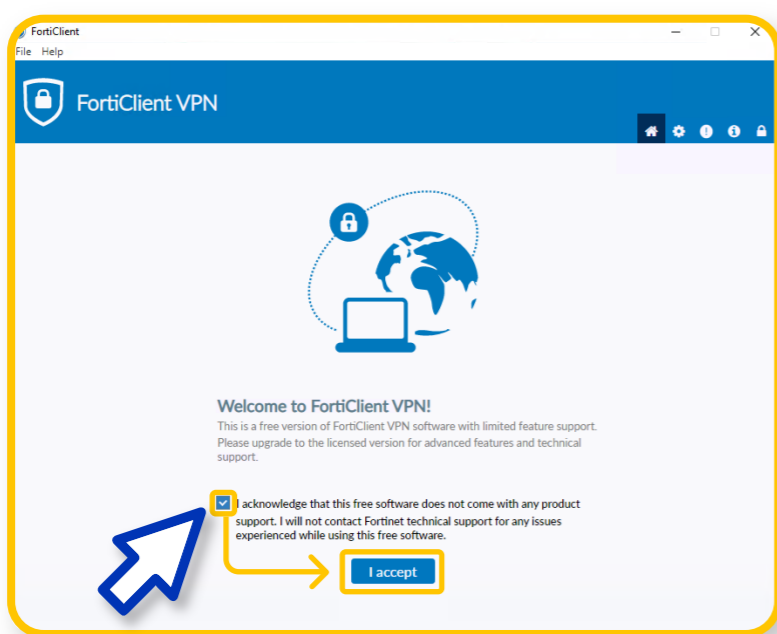 FortiClient
File Help
FortiClient VPN
Welcome to FortiClient VPN!
This is a free version of FortiClient VPN software with limited feature support.
Please upgrade to the licensed version for advanced features and technical
support.
I acknowledge that this free software does not come with any product
support. I will not contact Fortinet technical support for any issues
experienced while using this free software.
I accept